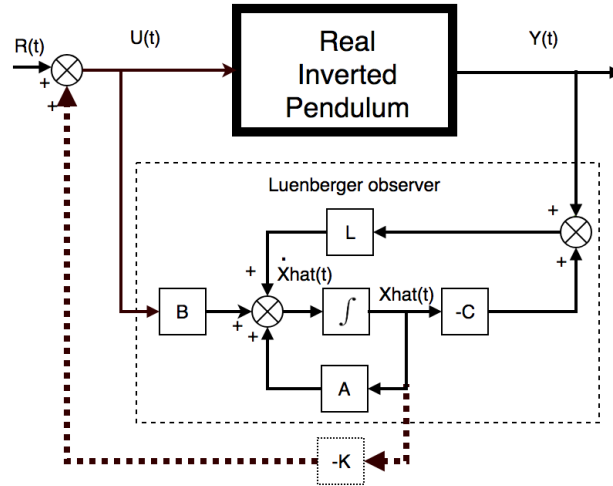 R(t)
U(t)
Real
Inverted
Pendulum
Y(t)
+
+
Luenberger observer
+
L
+
+
Xhat(t)
Xhat(t)
B
+
+
∫
-C
A
-K